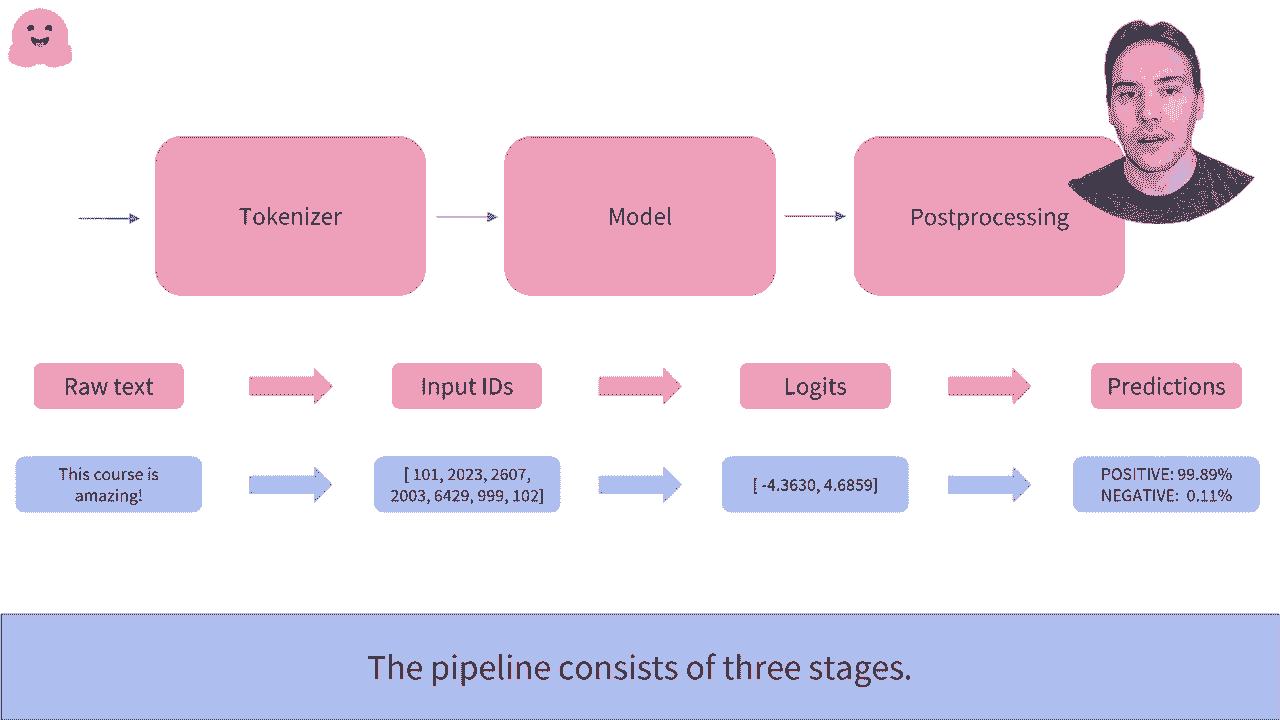 Tokenizer
Model
Postprocessing
Raw text
Input IDs
Logits
Predictions
This course is
amazing!
[ 101, 2023, 2607,
2003, 6429, 999, 102]
[ -4.3630, 4.6859]
POSITIVE: 99.89%
NEGATIVE: 0.11%
The pipeline consists of three stages.